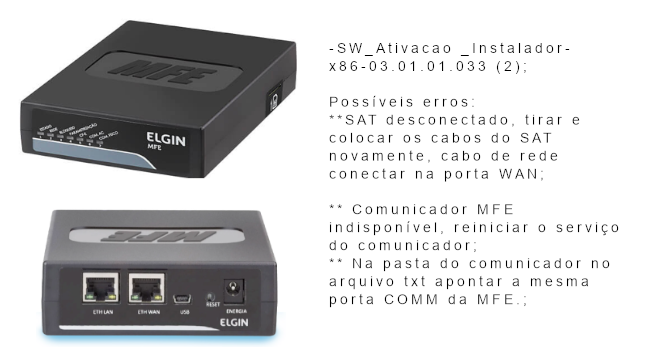 -SW_Ativacao _Instalador-
x86-03.01.01.033 (2);
Possíveis erros:
**SAT desconectado, tirar e
colocar os cabos do SAT
novamente, cabo de rede
conectar na porta WAN;
** Comunicador MFE
indisponível, reiniciar o serviço
do comunicador;
** Na pasta do comunicador no
arquivo txt apontar a mesma
porta COMM da MFE.;
MFE
ELGIN
MFE
MFE
ETH LAN
ETH WAN
USB
RESET
ENERGIA
ELGIN